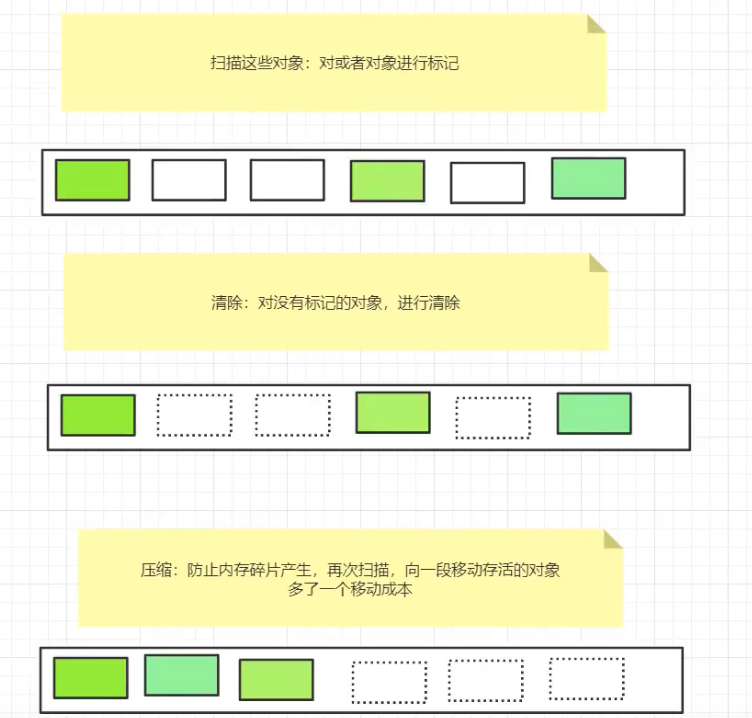 扫描这些对象：对或者对象进行标记
清除：对没有标记的对象，进行清除
压缩：防止内存碎片产生，再次扫描，向一段移动存活的对象
多了一个移动成本